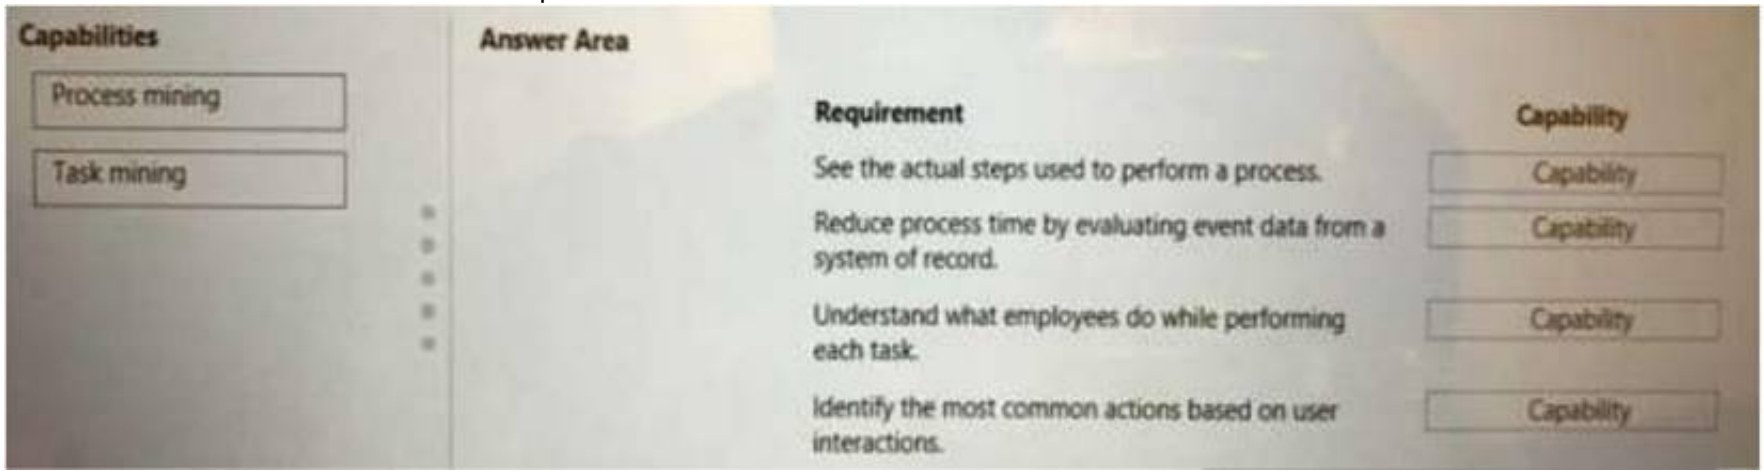 Capabilities
Process mining
Task mining
Answer Area
Requirement
Capability
See the actual steps used to perform a process.
Capability
Reduce process time by evaluating event data from a
system of record.
Capability
Understand what employees do while performing
each task.
Capability
Identify the most common actions based on user
interactions.
Capability